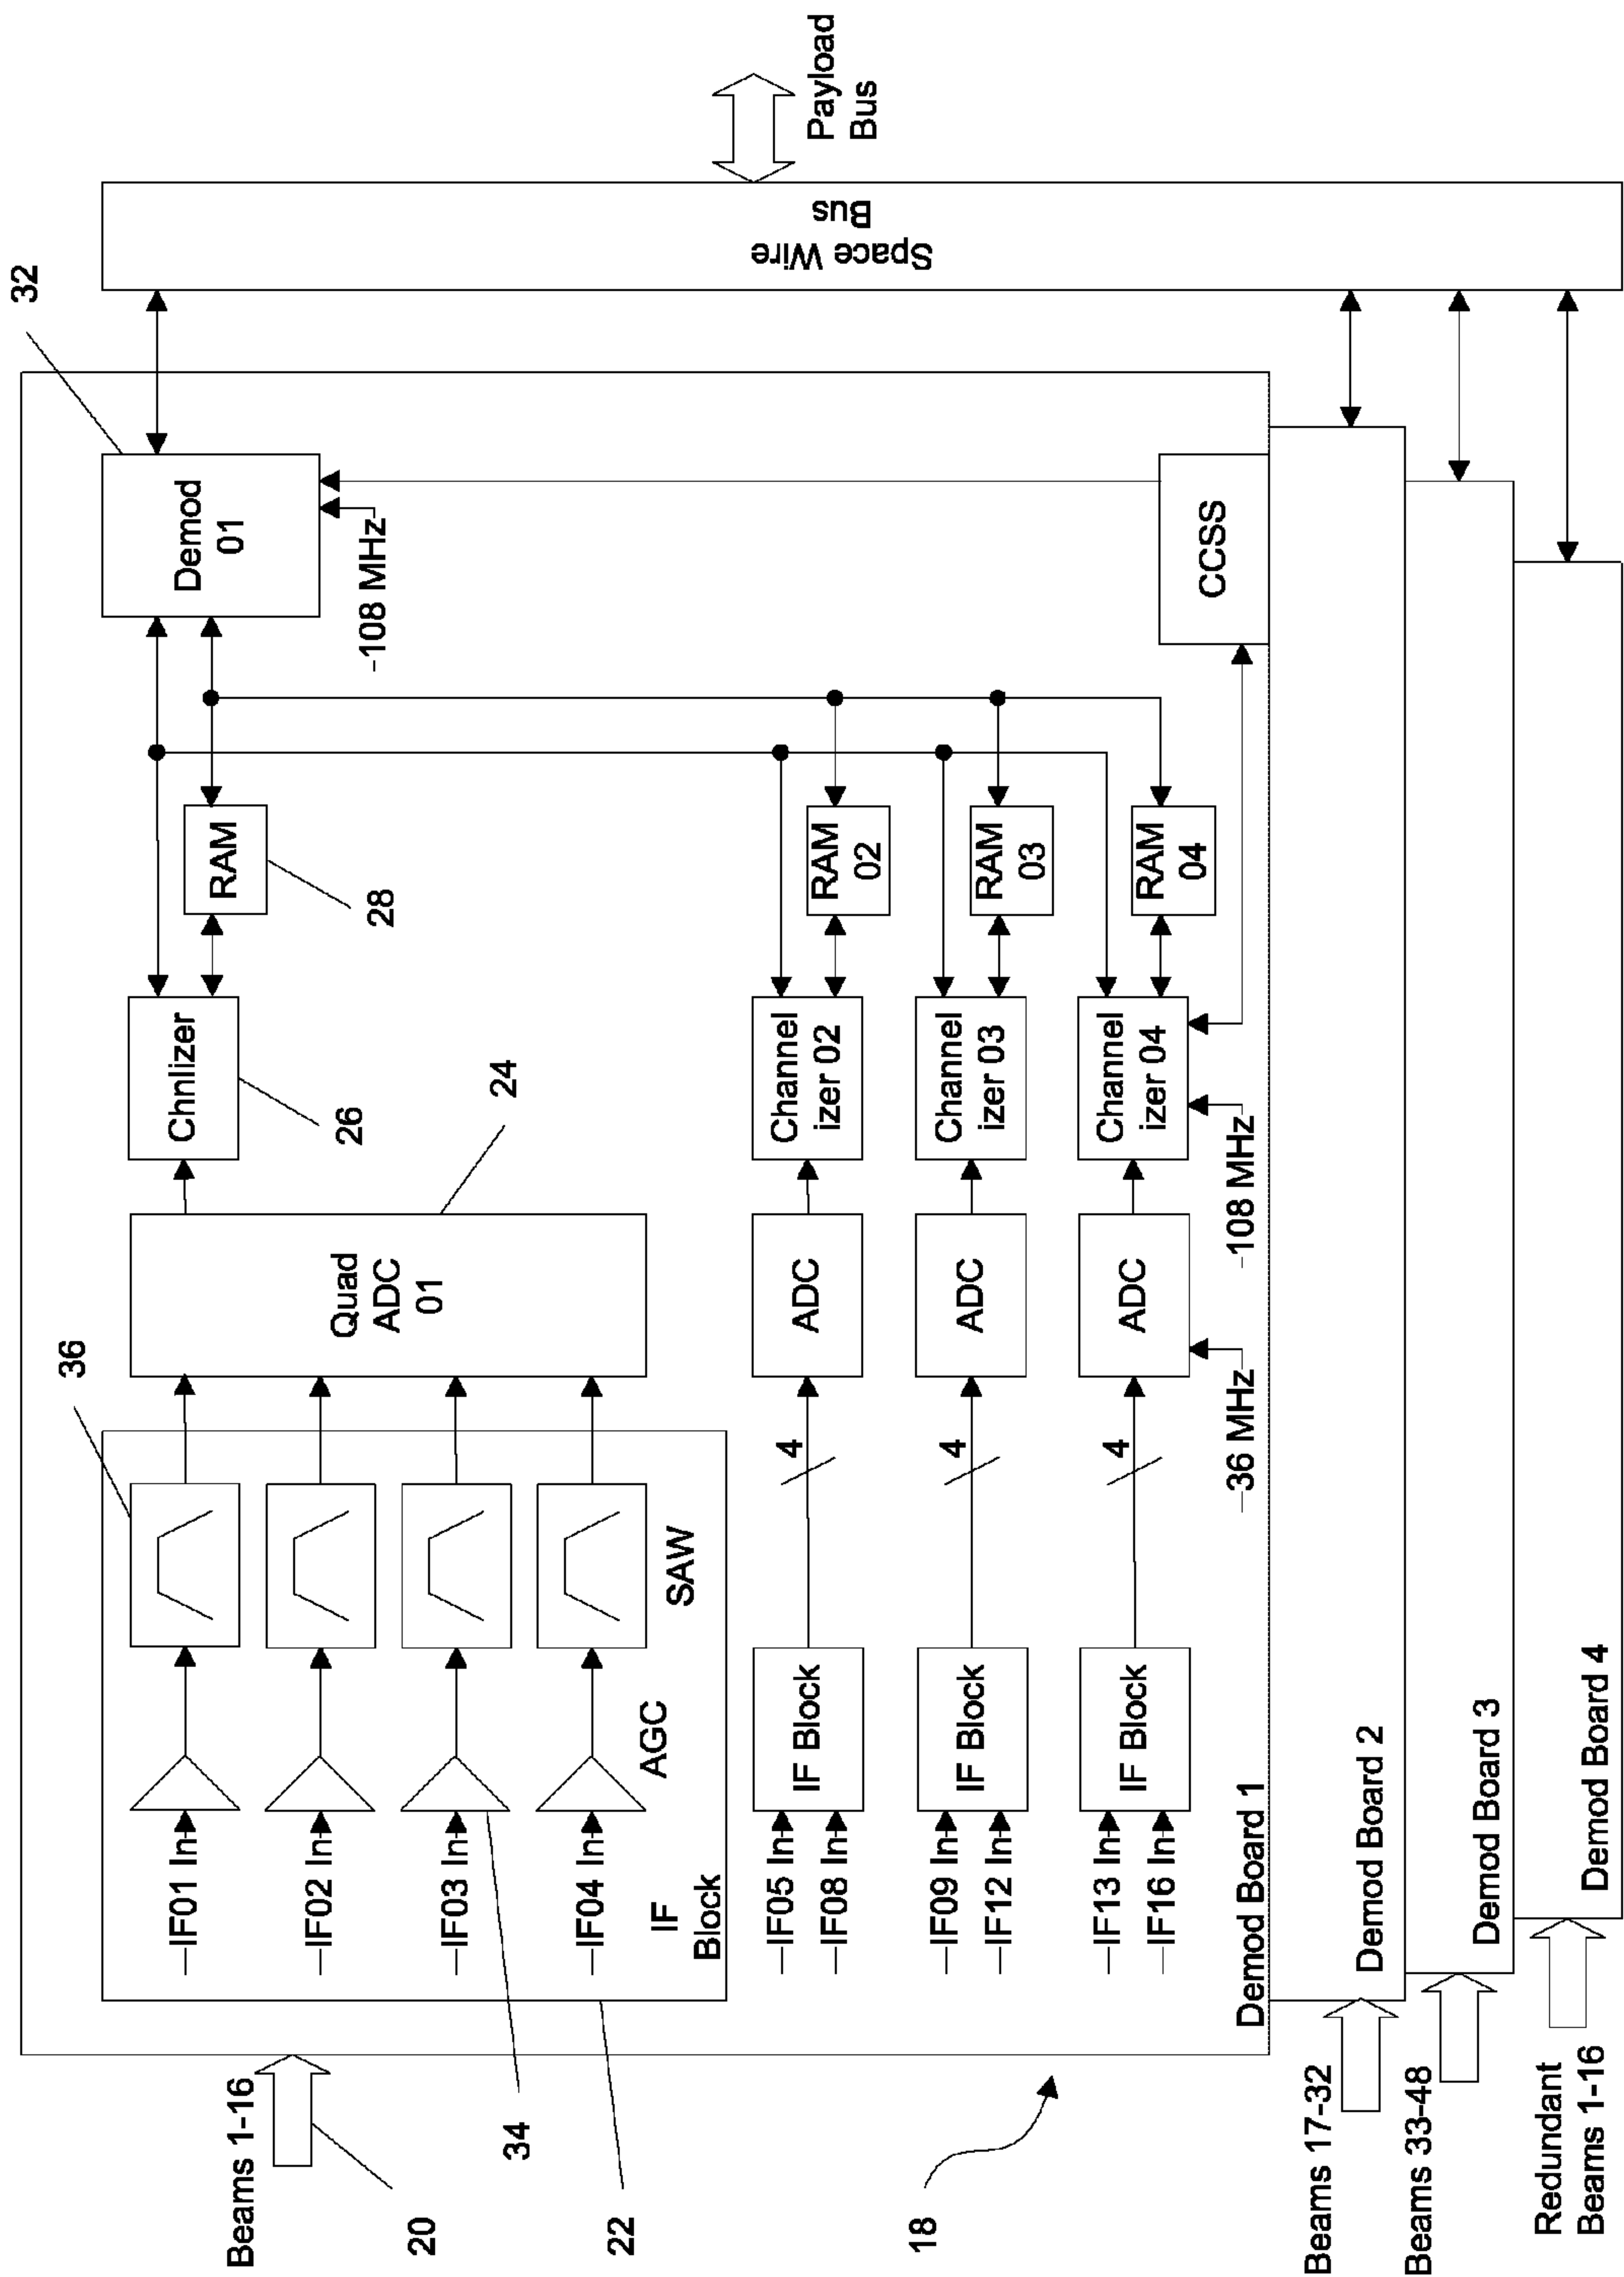 Beams 1-16
20
22
34
18
36
24
26
28
32
IF01 In
IF02 In
IF03 In
IF04 In
IF
Block
AGC
SAW
Quad
ADC
01
Chnlizer
RAM
Demod
01
108 MHz
IF05 In
IF08 In
IF Block
4
ADC
Channel
izer 02
RAM
02
IF09 In
IF12 In
IF Block
4
ADC
Channel
izer 03
RAM
03
IF13 In
IF16 In
IF Block
4
ADC
Channel
izer 04
RAM
04
36 MHz
108 MHz
CCSS
Demod Board 1
Beams 17-32
Demod Board 2
Beams 33-48
Demod Board 3
Redundant
Beams 1-16
Demod Board 4
Space Wire
Bus
Payload
Bus